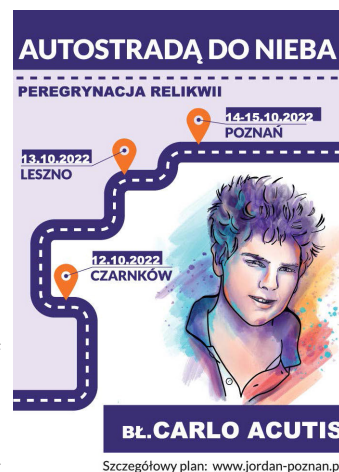 AUTOSTRADĄ DO NIEBA
PEREGRYNACJA RELIKWII
14-15.10.2022
POZNAŃ
13.10.2022
LESZNO
12.10.2022
CZARNKÓW
BŁ.CARLO ACUTIS
Szczegółowy plan: www.jordan-poznan.p